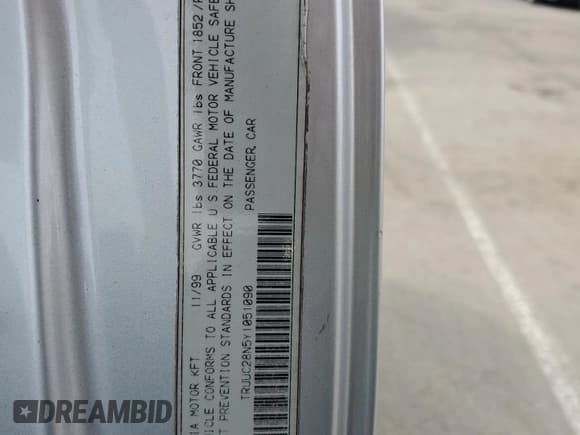 IA MOTOR KFT 11/99 GVWR lbs 3770 GAWR lbs FRONT 1852
ICLE CONFORMS TO ALL APPLICABLE U S FEDERAL MOTOR VEHICLE SAFE
T PREVENTION STANDARDS IN EFFECT ON THE DATE OF MANUFACTURE SH
TRUUC28N5Y1051090 PASSENGER CAR
DREAMBID